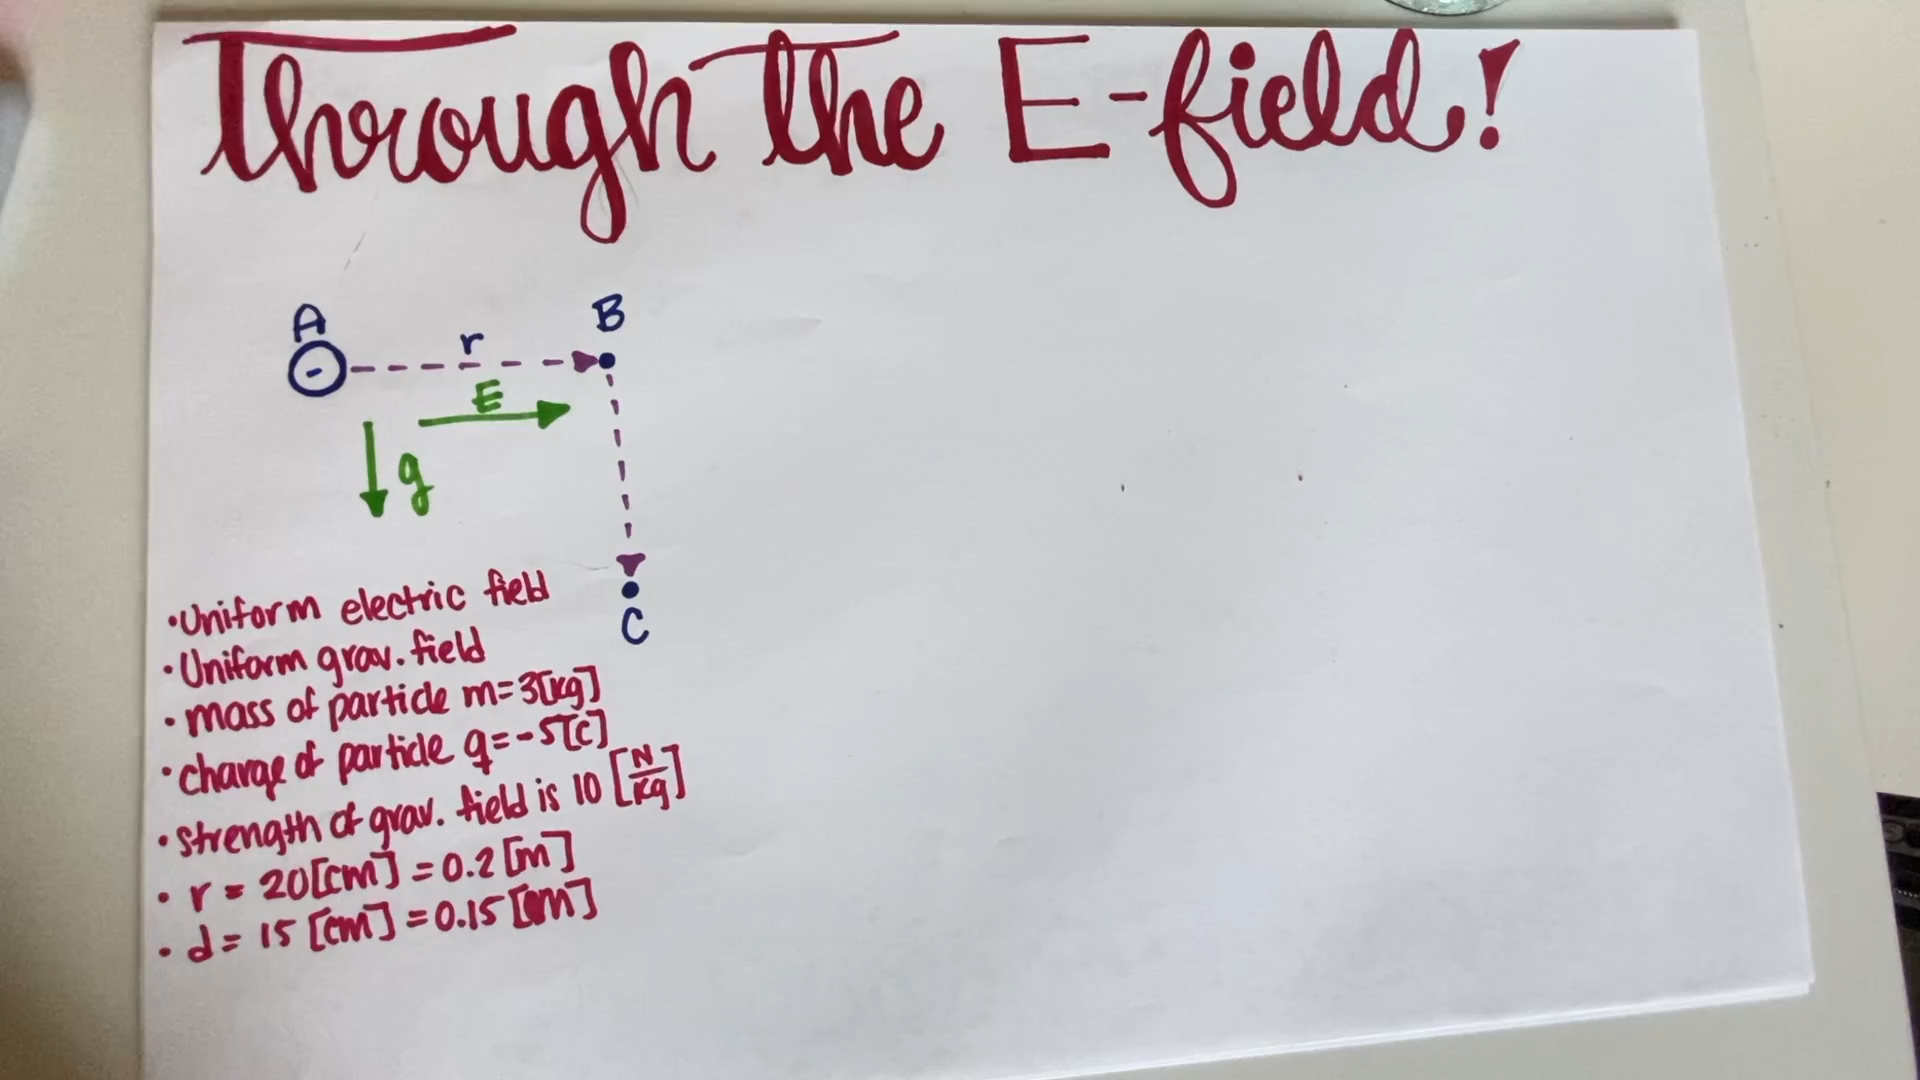 Through the E-field!
A
B
r
-
E
g
C
• Uniform electric field
• Uniform grav. field
• mass of particle m=3[kg]
• charge of particle q=-5[C]
• strength of grav. field is 10 [N/kg]
• r = 20[cm] = 0.2 [m]
• d = 15 [cm] = 0.15 [m]